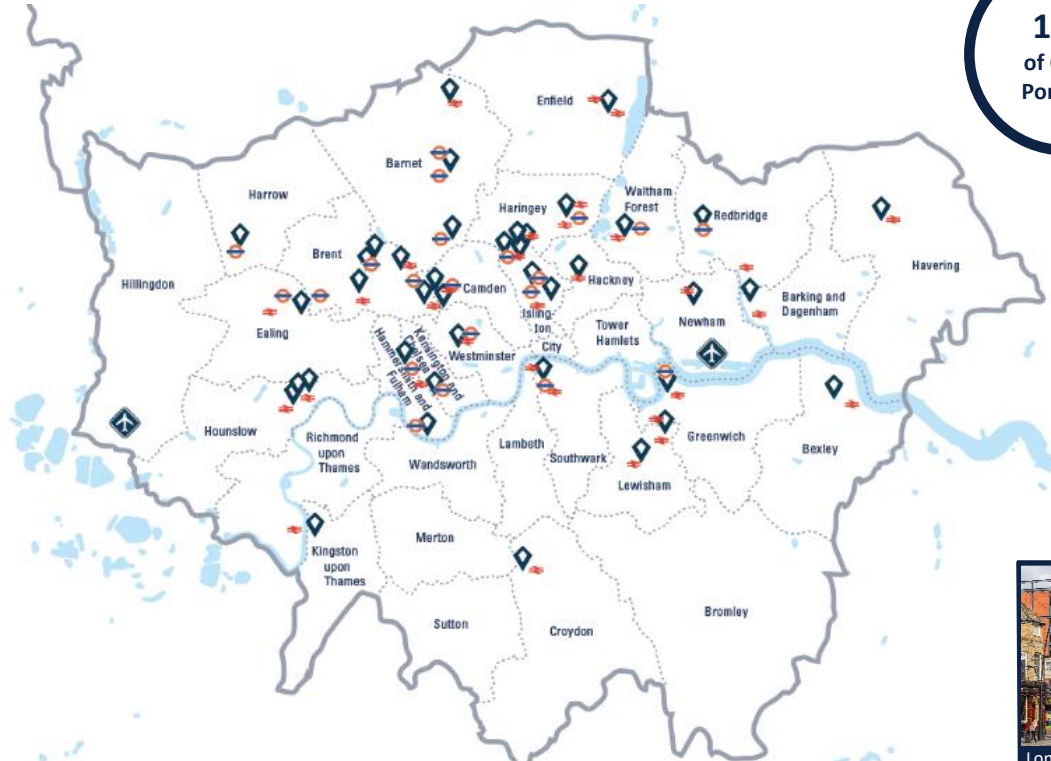 1
of
Por
Enfield
Barnet
Harrow
Haringey
Waltham
Forest
Redbridge
Havering
Brent
Hillingdon
Camden
Hackney
Barking and
Dagenham
Isling-
ton
Tower
Hamlets
Newham
Ealing
Westminster
City
Kensington and
Chelsea
Hammersmith and
Fulham
Hounslow
Richmond
upon
Thames
Wandsworth
Lambeth
Southwark
Greenwich
Bexley
Lewisham
Merton
Kingston
upon
Thames
Sutton
Croydon
Bromley
Lon